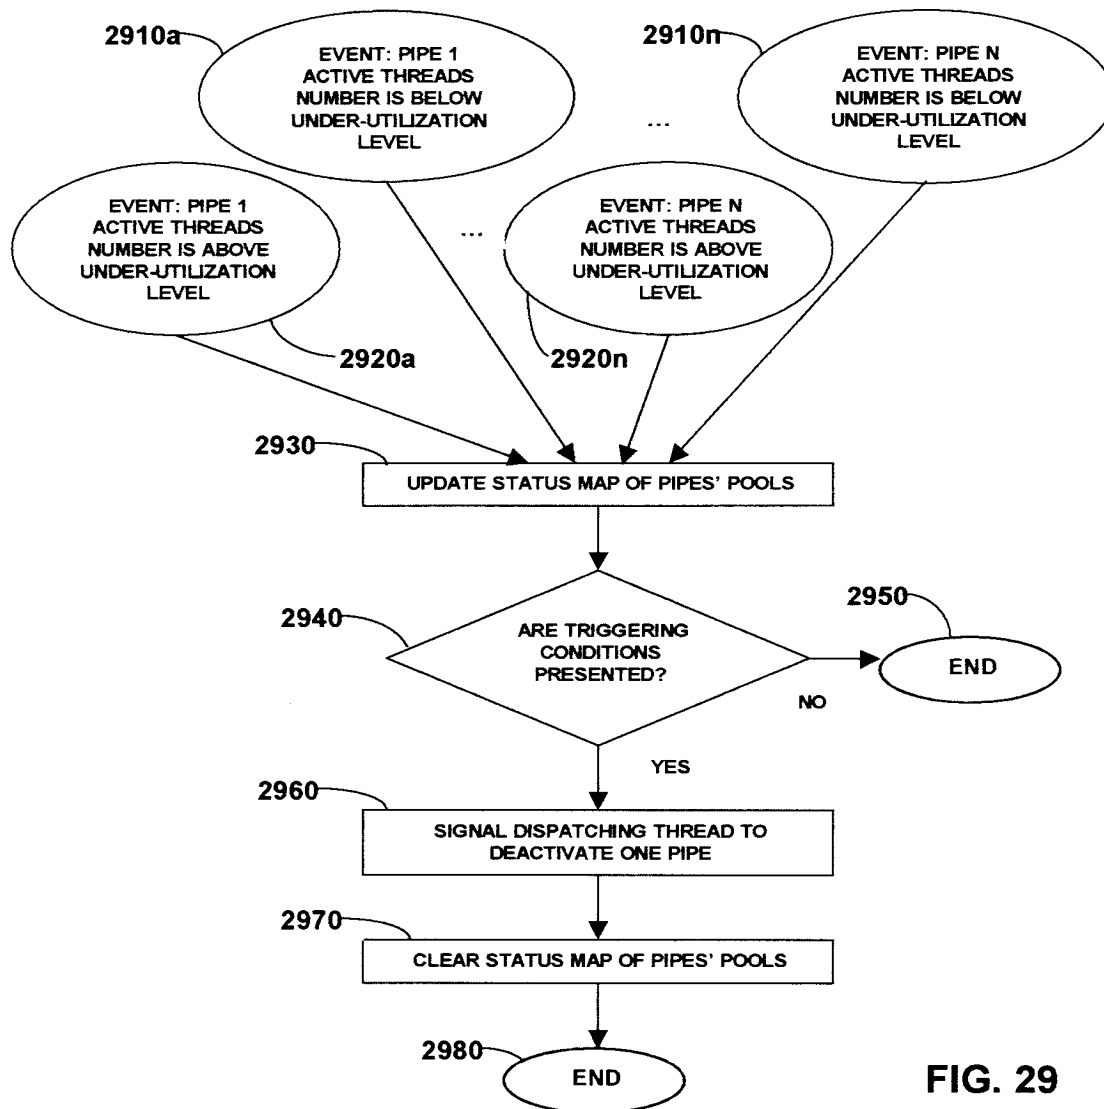 2910a
EVENT: PIPE 1
ACTIVE THREADS
NUMBER IS BELOW
UNDER-UTILIZATION
LEVEL
...
2910n
EVENT: PIPE N
ACTIVE THREADS
NUMBER IS BELOW
UNDER-UTILIZATION
LEVEL
EVENT: PIPE 1
ACTIVE THREADS
NUMBER IS ABOVE
UNDER-UTILIZATION
LEVEL
2920a
...
EVENT: PIPE N
ACTIVE THREADS
NUMBER IS ABOVE
UNDER-UTILIZATION
LEVEL
2920n
2930
UPDATE STATUS MAP OF PIPES' POOLS
2940
ARE TRIGGERING
CONDITIONS
PRESENTED?
2950
END
NO
YES
2960
SIGNAL DISPATCHING THREAD TO
DEACTIVATE ONE PIPE
2970
CLEAR STATUS MAP OF PIPES' POOLS
2980
END
FIG. 29